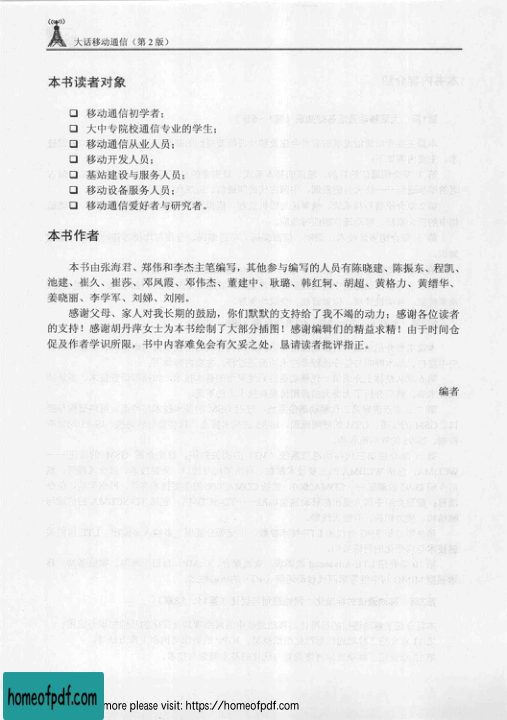 大话移动通信（第2版）
本书读者对象
移动通信初学者；
大中专院校通信专业的学生；
移动通信从业人员；
移动开发人员；
基站建设与服务人员；
移动设备服务人员；
移动通信爱好者与研究者。
本书作者
本书由张海君、郑伟和李杰主笔编写，其他参与编写的人员有陈晓建、陈振东、程凯、
池建、崔久、崔莎、邓凤霞、邓伟杰、董建中、耿璐、韩红轲、胡超、黄格力、黄缙华、
姜晓丽、李学军、刘娣、刘刚。
感谢父母、家人对我长期的鼓励，你们默默的支持给了我不竭的动力；感谢各位读者
的支持！感谢胡丹萍女士为本书绘制了大部分插图！感谢编辑们的精益求精！由于时间仓
促及作者学识所限，书中内容难免会有欠妥之处，恳请读者批评指正。
编者
homeofpdf.com
more please visit: https://homeofpdf.com